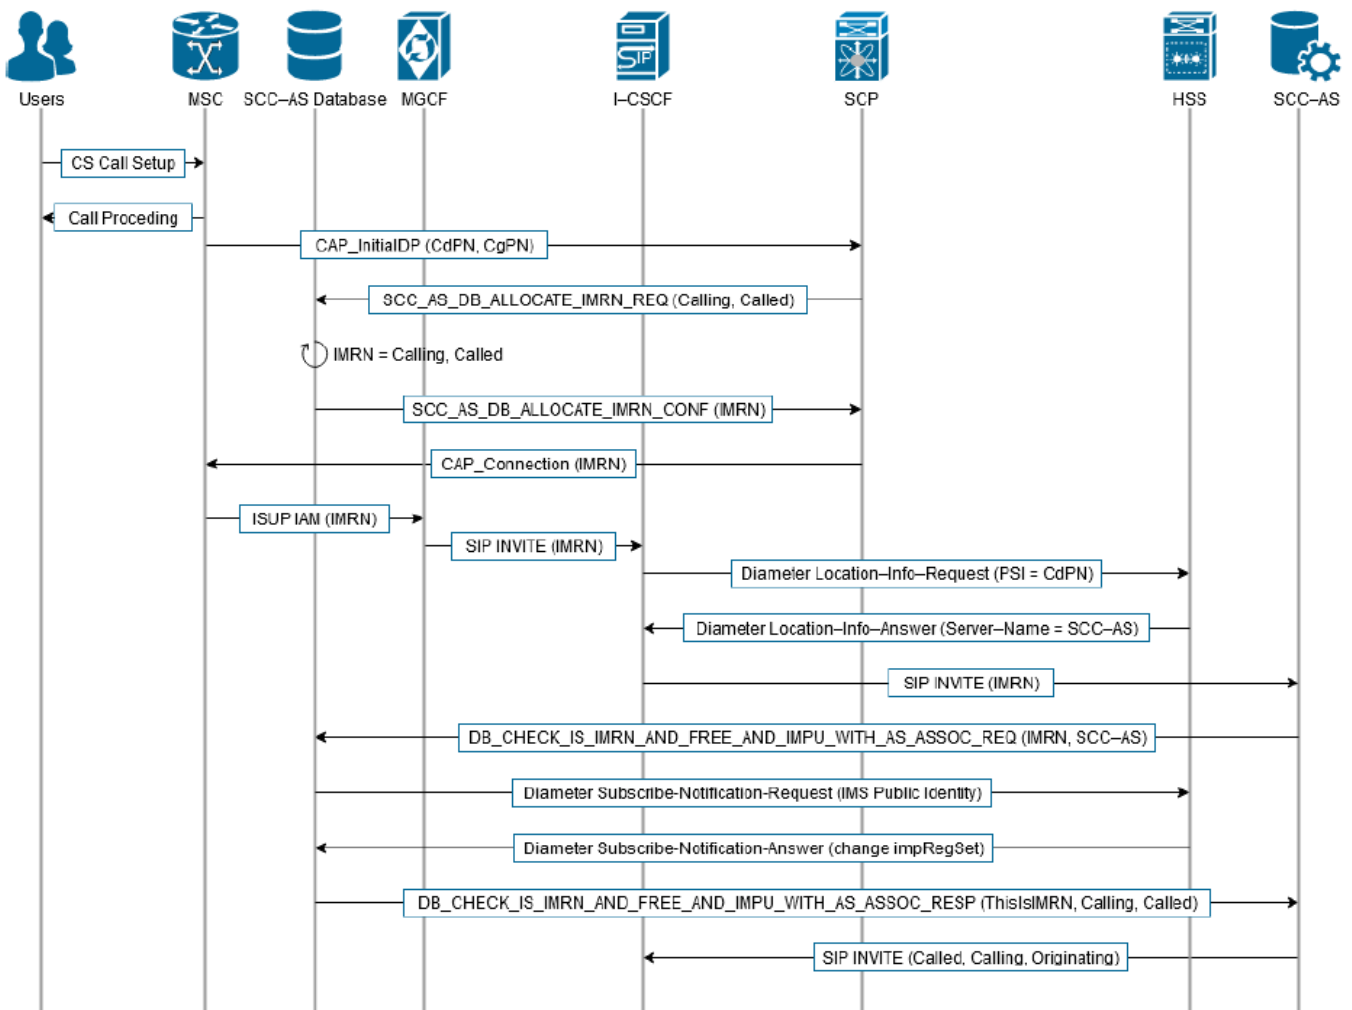 SIP
Users
MSC
SCC–AS Database
MGCF
I–CSCF
SCP
HSS
SCC–AS
CS Call Setup
Call Proceding
CAP_InitialDP (CdPN, CgPN)
SCC_AS_DB_ALLOCATE_IMRN_REQ (Calling, Called)
IMRN = Calling, Called
SCC_AS_DB_ALLOCATE_IMRN_CONF (IMRN)
CAP_Connection (IMRN)
ISUP IAM (IMRN)
SIP INVITE (IMRN)
Diameter Location–Info–Request (PSI = CdPN)
Diameter Location–Info–Answer (Server–Name = SCC–AS)
SIP INVITE (IMRN)
DB_CHECK_IS_IMRN_AND_FREE_AND_IMPU_WITH_AS_ASSOC_REQ (IMRN, SCC–AS)
Diameter Subscribe-Notification-Request (IMS Public Identity)
Diameter Subscribe-Notification-Answer (change impRegSet)
DB_CHECK_IS_IMRN_AND_FREE_AND_IMPU_WITH_AS_ASSOC_RESP (ThisIsIMRN, Calling, Called)
SIP INVITE (Called, Calling, Originating)